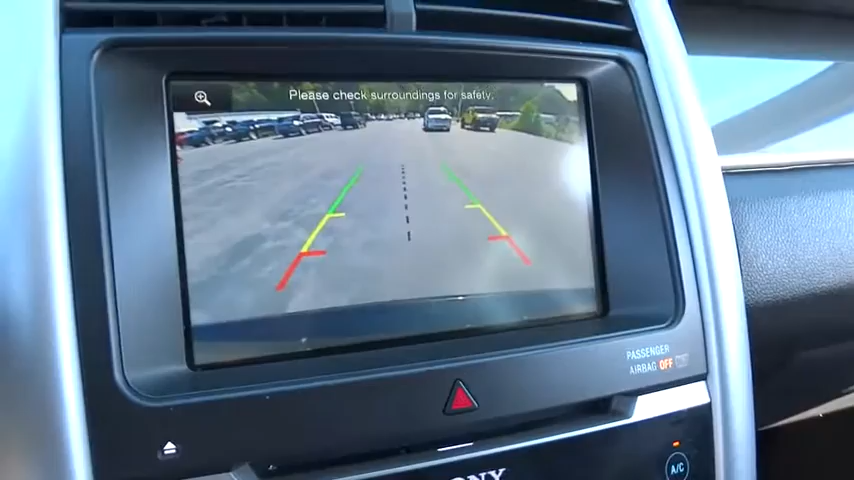 Please check surroundings for safety.
PASSENGER
AIRBAG OFF
A/C